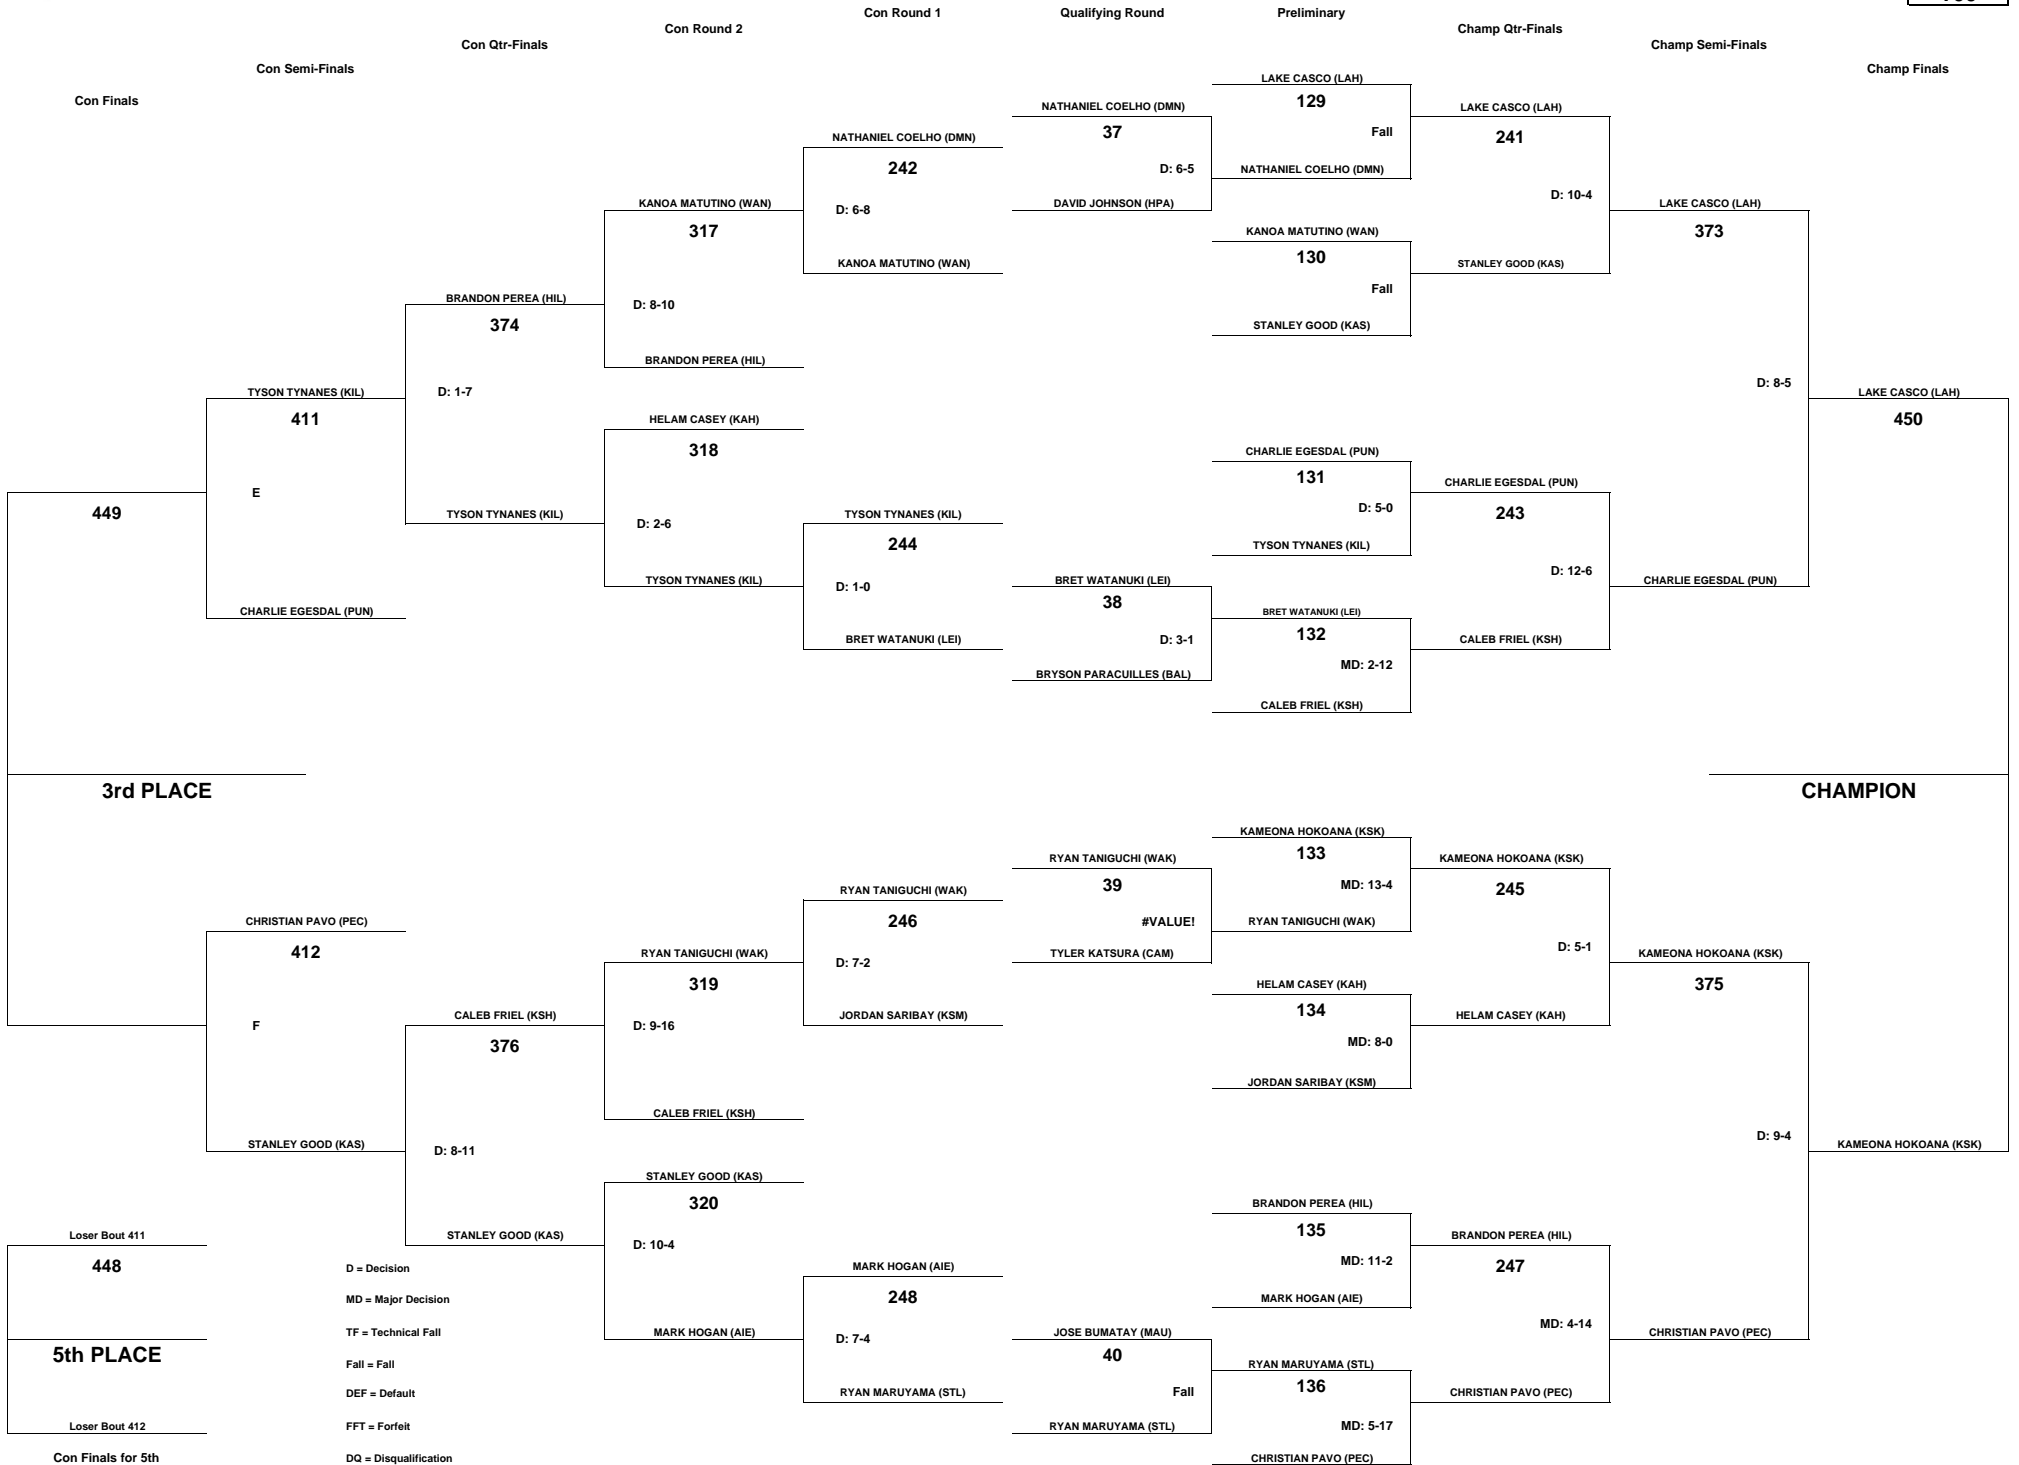 Con Round 1
Qualifying Round
Preliminary
Con Round 2
Champ Qtr-Finals
Con Qtr-Finals
Champ Semi-Finals
Con Semi-Finals
Champ Finals
Con Finals
LAKE CASCO (LAH)
129
Fall
NATHANIEL COELHO (DMN)
KANOA MATUTINO (WAN)
130
Fall
STANLEY GOOD (KAS)
CHARLIE EGESDAL (PUN)
131
D: 5-0
TYSON TYNANES (KIL)
BRET WATANUKI (LEI)
132
MD: 2-12
CALEB FRIEL (KSH)
KAMEONA HOKOANA (KSK)
133
MD: 13-4
RYAN TANIGUCHI (WAK)
HELAM CASEY (KAH)
134
MD: 8-0
JORDAN SARIBAY (KSM)
BRANDON PEREA (HIL)
135
MD: 11-2
MARK HOGAN (AIE)
RYAN MARUYAMA (STL)
136
MD: 5-17
CHRISTIAN PAVO (PEC)
NATHANIEL COELHO (DMN)
37
D: 6-5
DAVID JOHNSON (HPA)
BRET WATANUKI (LEI)
38
D: 3-1
BRYSON PARACUILLES (BAL)
RYAN TANIGUCHI (WAK)
39
#VALUE!
TYLER KATSURA (CAM)
JOSE BUMATAY (MAU)
40
Fall
RYAN MARUYAMA (STL)
LAKE CASCO (LAH)
241
D: 10-4
STANLEY GOOD (KAS)
CHARLIE EGESDAL (PUN)
243
D: 12-6
CALEB FRIEL (KSH)
KAMEONA HOKOANA (KSK)
245
D: 5-1
HELAM CASEY (KAH)
BRANDON PEREA (HIL)
247
MD: 4-14
CHRISTIAN PAVO (PEC)
LAKE CASCO (LAH)
373
D: 8-5
CHARLIE EGESDAL (PUN)
KAMEONA HOKOANA (KSK)
375
D: 9-4
CHRISTIAN PAVO (PEC)
LAKE CASCO (LAH)
450
CHAMPION
KAMEONA HOKOANA (KSK)
NATHANIEL COELHO (DMN)
242
D: 6-8
KANOA MATUTINO (WAN)
TYSON TYNANES (KIL)
244
D: 1-0
BRET WATANUKI (LEI)
RYAN TANIGUCHI (WAK)
246
D: 7-2
JORDAN SARIBAY (KSM)
MARK HOGAN (AIE)
248
D: 7-4
RYAN MARUYAMA (STL)
KANOA MATUTINO (WAN)
317
D: 8-10
BRANDON PEREA (HIL)
HELAM CASEY (KAH)
318
D: 2-6
TYSON TYNANES (KIL)
RYAN TANIGUCHI (WAK)
319
D: 9-16
CALEB FRIEL (KSH)
STANLEY GOOD (KAS)
320
D: 10-4
MARK HOGAN (AIE)
BRANDON PEREA (HIL)
374
D: 1-7
TYSON TYNANES (KIL)
CALEB FRIEL (KSH)
376
D: 8-11
STANLEY GOOD (KAS)
TYSON TYNANES (KIL)
411
E
CHARLIE EGESDAL (PUN)
CHRISTIAN PAVO (PEC)
412
F
STANLEY GOOD (KAS)
449
3rd PLACE
Loser Bout 411
448
5th PLACE
Loser Bout 412
Con Finals for 5th
D = Decision
MD = Major Decision
TF = Technical Fall
Fall = Fall
DEF = Default
FFT = Forfeit
DQ = Disqualification